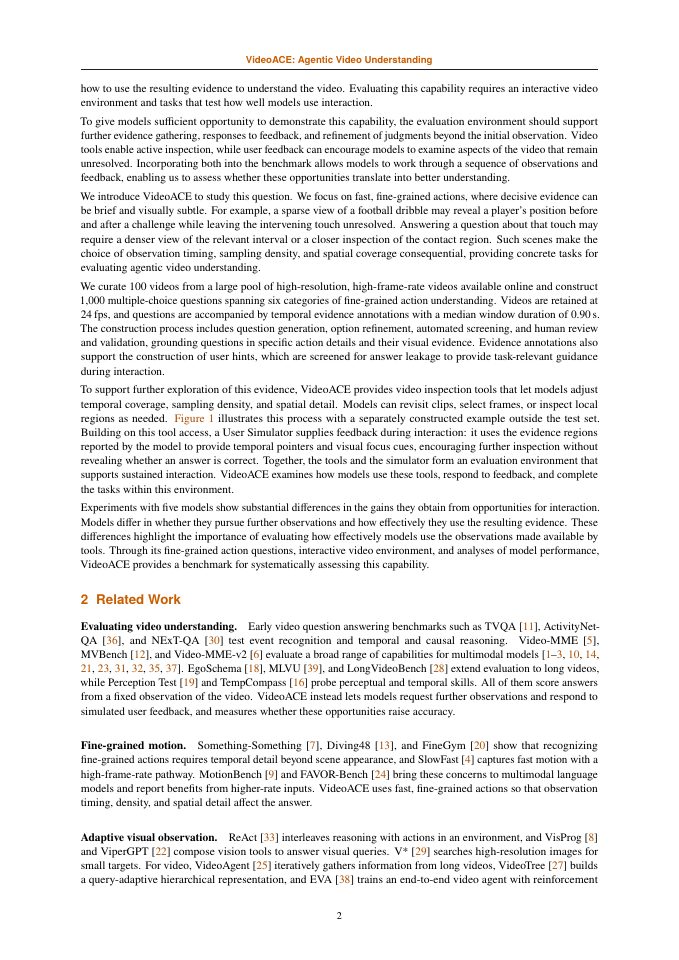 VideoACE: Agentic Video Understanding
how to use the resulting evidence to understand the video. Evaluating this capability requires an interactive video
environment and tasks that test how well models use interaction.
To give models sufficient opportunity to demonstrate this capability, the evaluation environment should support
further evidence gathering, responses to feedback, and refinement of judgments beyond the initial observation. Video
tools enable active inspection, while user feedback can encourage models to examine aspects of the video that remain
unresolved. Incorporating both into the benchmark allows models to work through a sequence of observations and
feedback, enabling us to assess whether these opportunities translate into better understanding.
We introduce VideoACE to study this question. We focus on fast, fine-grained actions, where decisive evidence can
be brief and visually subtle. For example, a sparse view of a football dribble may reveal a player's position before
and after a challenge while leaving the intervening touch unresolved. Answering a question about that touch may
require a denser view of the relevant interval or a closer inspection of the contact region. Such scenes make the
choice of observation timing, sampling density, and spatial coverage consequential, providing concrete tasks for
evaluating agentic video understanding.
We curate 100 videos from a large pool of high-resolution, high-frame-rate videos available online and construct
1,000 multiple-choice questions spanning six categories of fine-grained action understanding. Videos are retained at
24 fps, and questions are accompanied by temporal evidence annotations with a median window duration of 0.90 s.
The construction process includes question generation, option refinement, automated screening, and human review
and validation, grounding questions in specific action details and their visual evidence. Evidence annotations also
support the construction of user hints, which are screened for answer leakage to provide task-relevant guidance
during interaction.
To support further exploration of this evidence, VideoACE provides video inspection tools that let models adjust
temporal coverage, sampling density, and spatial detail. Models can revisit clips, select frames, or inspect local
regions as needed. Figure 1 illustrates this process with a separately constructed example outside the test set.
Building on this tool access, a User Simulator supplies feedback during interaction: it uses the evidence regions
reported by the model to provide temporal pointers and visual focus cues, encouraging further inspection without
revealing whether an answer is correct. Together, the tools and the simulator form an evaluation environment that
supports sustained interaction. VideoACE examines how models use these tools, respond to feedback, and complete
the tasks within this environment.
Experiments with five models show substantial differences in the gains they obtain from opportunities for interaction.
Models differ in whether they pursue further observations and how effectively they use the resulting evidence. These
differences highlight the importance of evaluating how effectively models use the observations made available by
tools. Through its fine-grained action questions, interactive video environment, and analyses of model performance,
VideoACE provides a benchmark for systematically assessing this capability.
2 Related Work
Evaluating video understanding. Early video question answering benchmarks such as TVQA [11], ActivityNet-
QA [36], and NExT-QA [30] test event recognition and temporal and causal reasoning. Video-MME [5],
MVBench [12], and Video-MME-v2 [6] evaluate a broad range of capabilities for multimodal models [1–3, 10, 14,
21, 23, 31, 32, 35, 37]. EgoSchema [18], MLVU [39], and LongVideoBench [28] extend evaluation to long videos,
while Perception Test [19] and TempCompass [16] probe perceptual and temporal skills. All of them score answers
from a fixed observation of the video. VideoACE instead lets models request further observations and respond to
simulated user feedback, and measures whether these opportunities raise accuracy.
Fine-grained motion. Something-Something [7], Diving48 [13], and FineGym [20] show that recognizing
fine-grained actions requires temporal detail beyond scene appearance, and SlowFast [4] captures fast motion with a
high-frame-rate pathway. MotionBench [9] and FAVOR-Bench [24] bring these concerns to multimodal language
models and report benefits from higher-rate inputs. VideoACE uses fast, fine-grained actions so that observation
timing, density, and spatial detail affect the answer.
Adaptive visual observation. ReAct [33] interleaves reasoning with actions in an environment, and VisProg [8]
and ViperGPT [22] compose vision tools to answer visual queries. V* [29] searches high-resolution images for
small targets. For video, VideoAgent [25] iteratively gathers information from long videos, VideoTree [27] builds
a query-adaptive hierarchical representation, and EVA [38] trains an end-to-end video agent with reinforcement
2